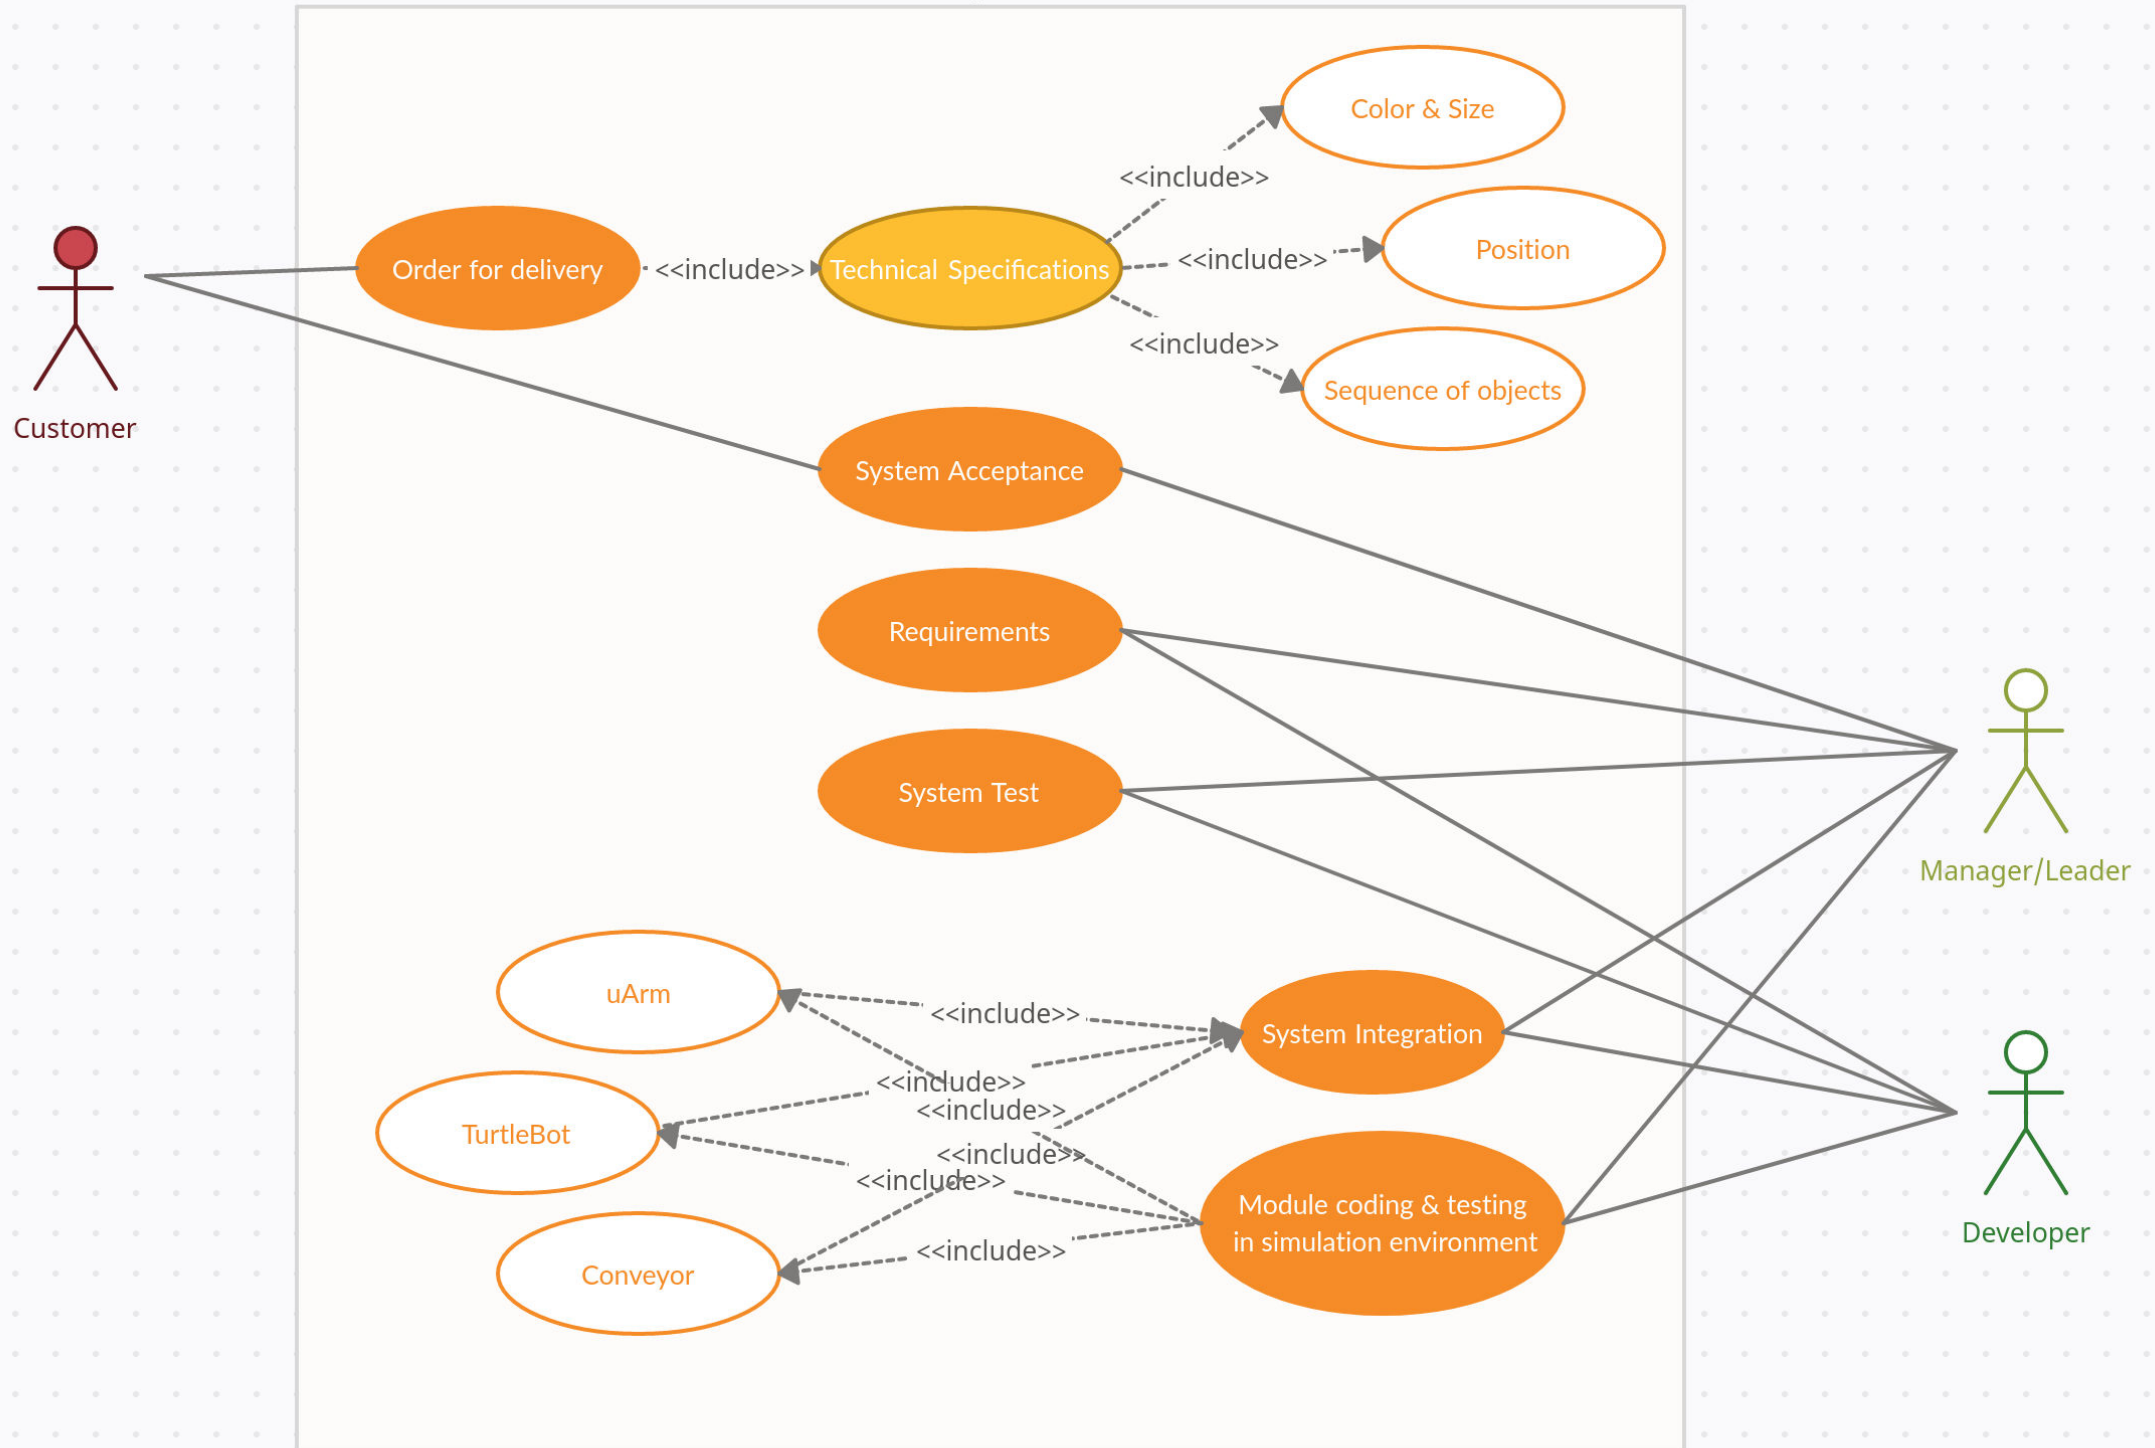 Color & Size
<<include>>
Position
<<include>>
Order for delivery
<<include>>
Technical Specifications
<<include>>
Sequence of objects
Customer
System Acceptance
Requirements
System Test
Manager/Leader
uArm
<<include>>
System Integration
<<include>>
<<include>>
TurtleBot
<<include>>
<<include>>
Module coding & testing
in simulation environment
Developer
<<include>>
Conveyor